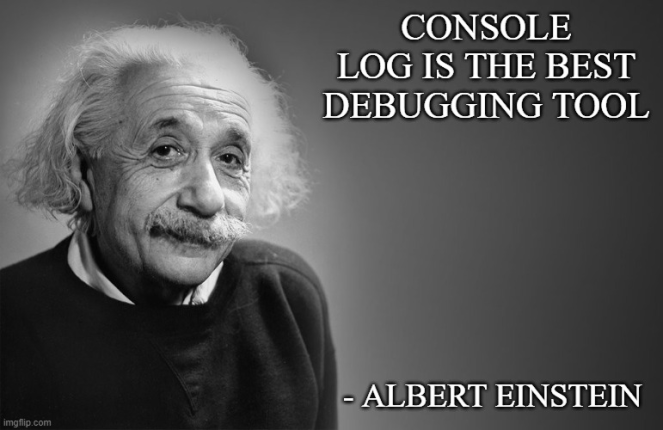 CONSOLE
LOG IS THE BEST
DEBUGGING TOOL
- ALBERT EINSTEIN
imgflip.com